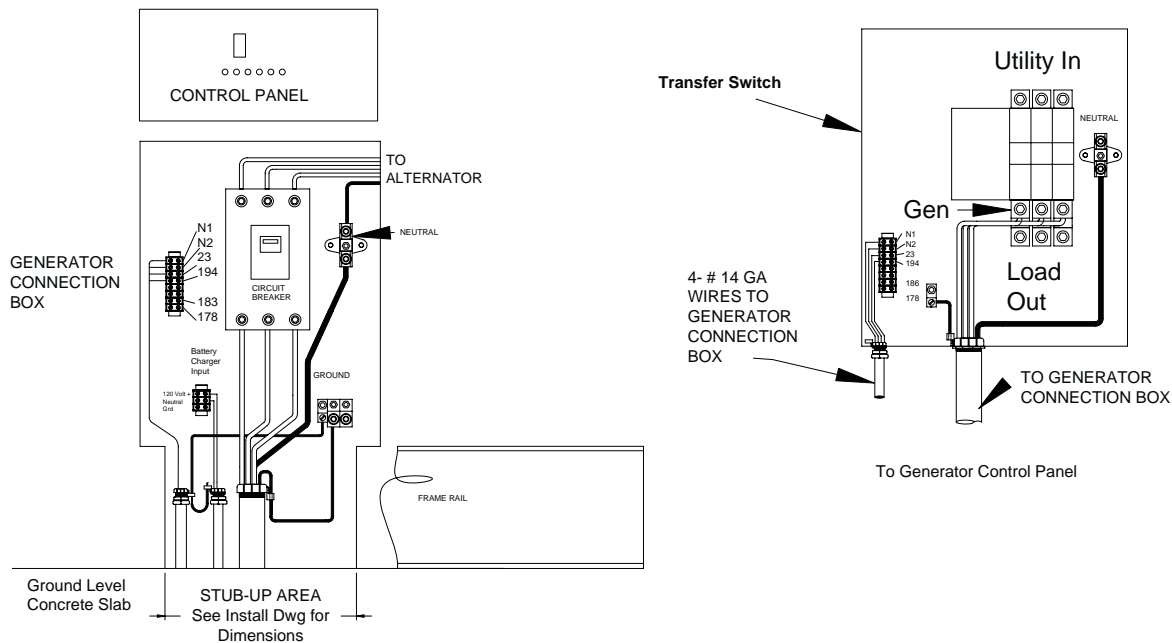 CONTROL PANEL
TO
ALTERNATOR
N1
N2
23
194
183
178
GENERATOR
CONNECTION
BOX
NEUTRAL
CIRCUIT
BREAKER
Battery
Charger
Input
120 Volt +
Neutral
Grd
GROUND
FRAME RAIL
Ground Level
Concrete Slab
STUB-UP AREA
See Install Dwg for
Dimensions
Transfer Switch
Utility In
NEUTRAL
Gen
N1
N2
23
194
186
178
Load
Out
4- # 14 GA
WIRES TO
GENERATOR
CONNECTION
BOX
TO GENERATOR
CONNECTION BOX
To Generator Control Panel